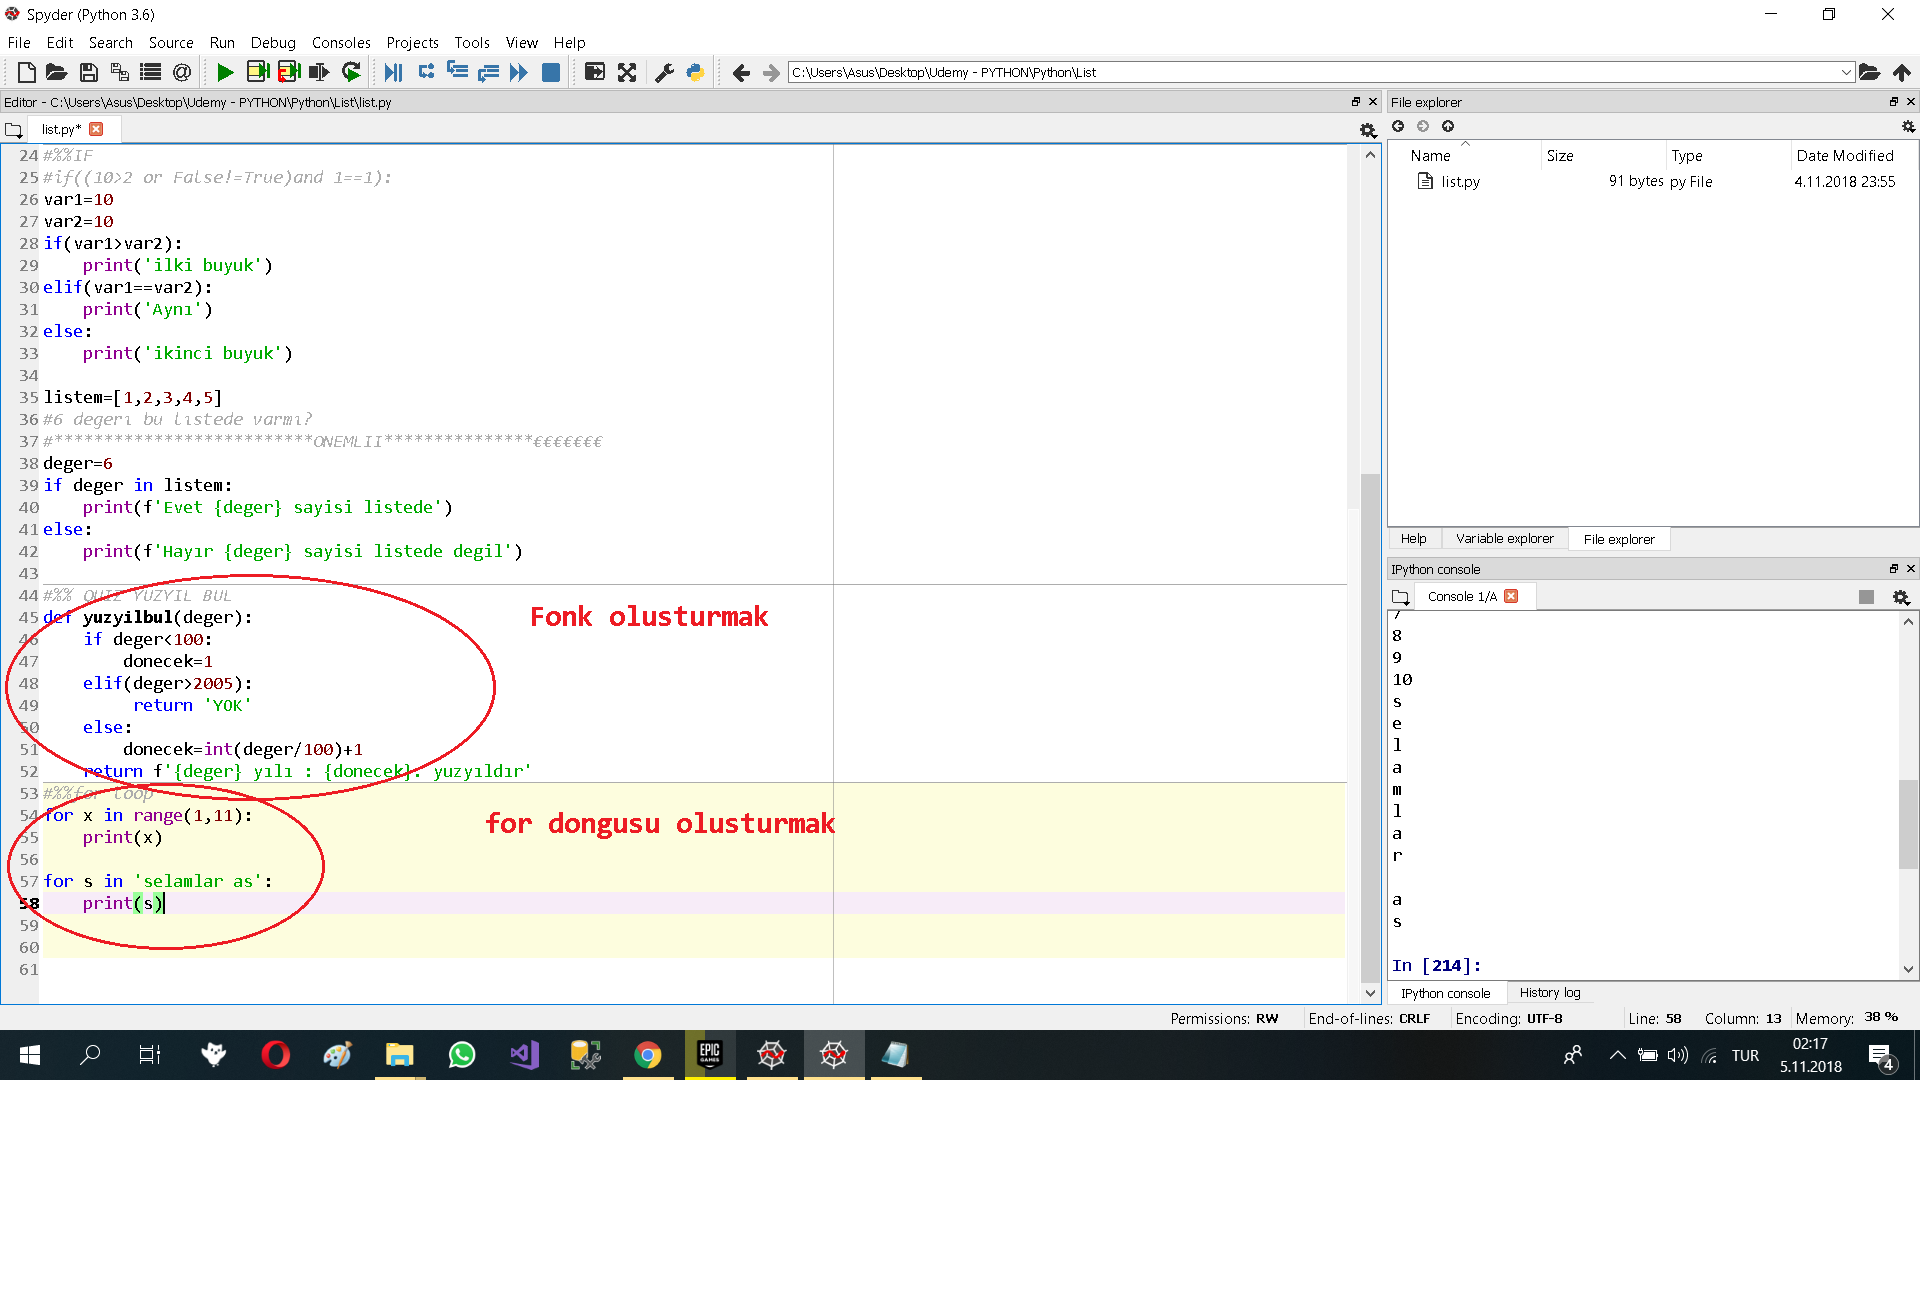 Spyder (Python 3.6)
File Edit Search Source Run Debug Consoles Projects Tools View Help
C:\Users\Asus\Desktop\Udemy - PYTHON\Python\List
Editor - C:\Users\Asus\Desktop\Udemy - PYTHON\Python\List\list.py
list.py*
24 #%%IF
25 #if((10>2 or False!=True)and 1==1):
26 var1=10
27 var2=10
28 if(var1>var2):
29     print('ilki buyuk')
30 elif(var1==var2):
31     print('Aynı')
32 else:
33     print('ikinci buyuk')
34
35 listem=[1,2,3,4,5]
36 #6 degerı bu lıstede varmı?
37 #**************************ONEMLII***************€€€€€€€
38 deger=6
39 if deger in listem:
40     print(f'Evet {deger} sayisi listede')
41 else:
42     print(f'Hayır {deger} sayisi listede degil')
43
44 #%% QUIZ YUZYIL BUL
45 def yuzyilbul(deger):
46     if deger<100:
47         donecek=1
48     elif(deger>2005):
49          return 'YOK'
50     else:
51         donecek=int(deger/100)+1
52     return f'{deger} yılı : {donecek}. yuzyıldır'
53 #%%for loop
54 for x in range(1,11):
55     print(x)
56
57 for s in 'selamlar as':
58     print(s)
59
60
61
Fonk olusturmak
for dongusu olusturmak
File explorer
Name Size Type Date Modified
list.py 91 bytes py File 4.11.2018 23:55
Help Variable explorer File explorer
IPython console
Console 1/A
7
8
9
10
s
e
l
a
m
l
a
r
a
s
In [214]:
IPython console History log
Permissions: RW End-of-lines: CRLF Encoding: UTF-8 Line: 58 Column: 13 Memory: 38 %
EPIC GAMES
TUR
02:17
5.11.2018
4